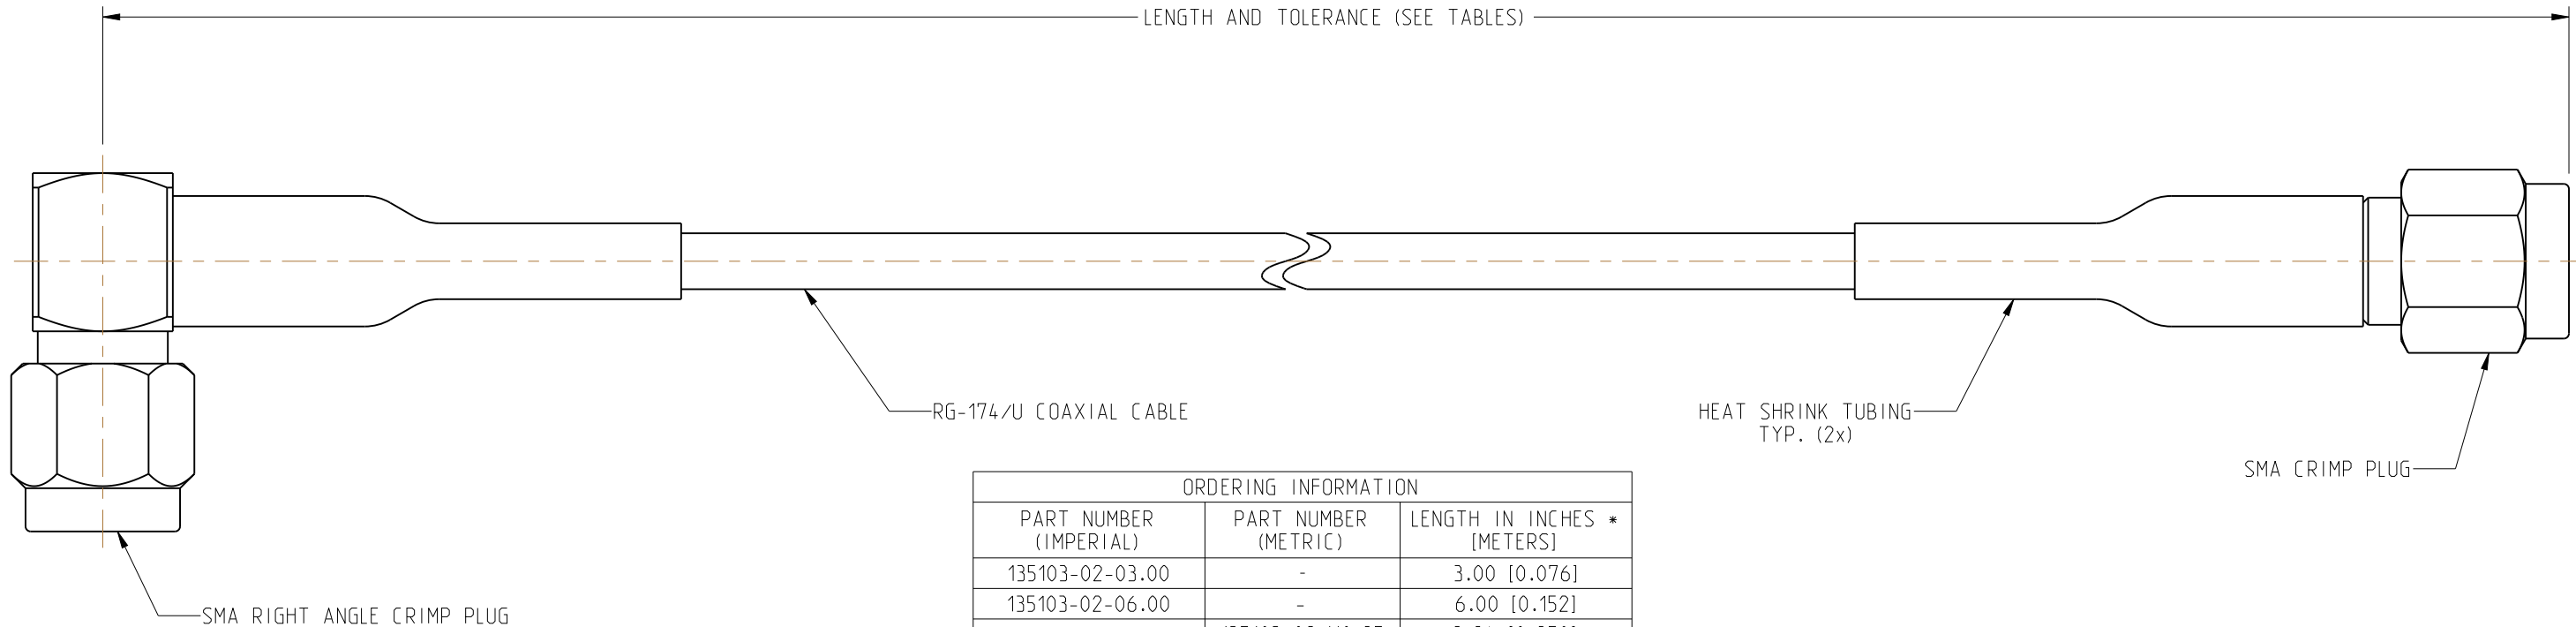 LENGTH AND TOLERANCE (SEE TABLES)
RG-174/U COAXIAL CABLE
HEAT SHRINK TUBING
TYP. (2x)
SMA CRIMP PLUG
SMA RIGHT ANGLE CRIMP PLUG
ORDERING INFORMATION
PART NUMBER (IMPERIAL) PART NUMBER (METRIC) LENGTH IN INCHES * [METERS]
135103-02-03.00 - 3.00 [0.076]
135103-02-06.00 - 6.00 [0.152]